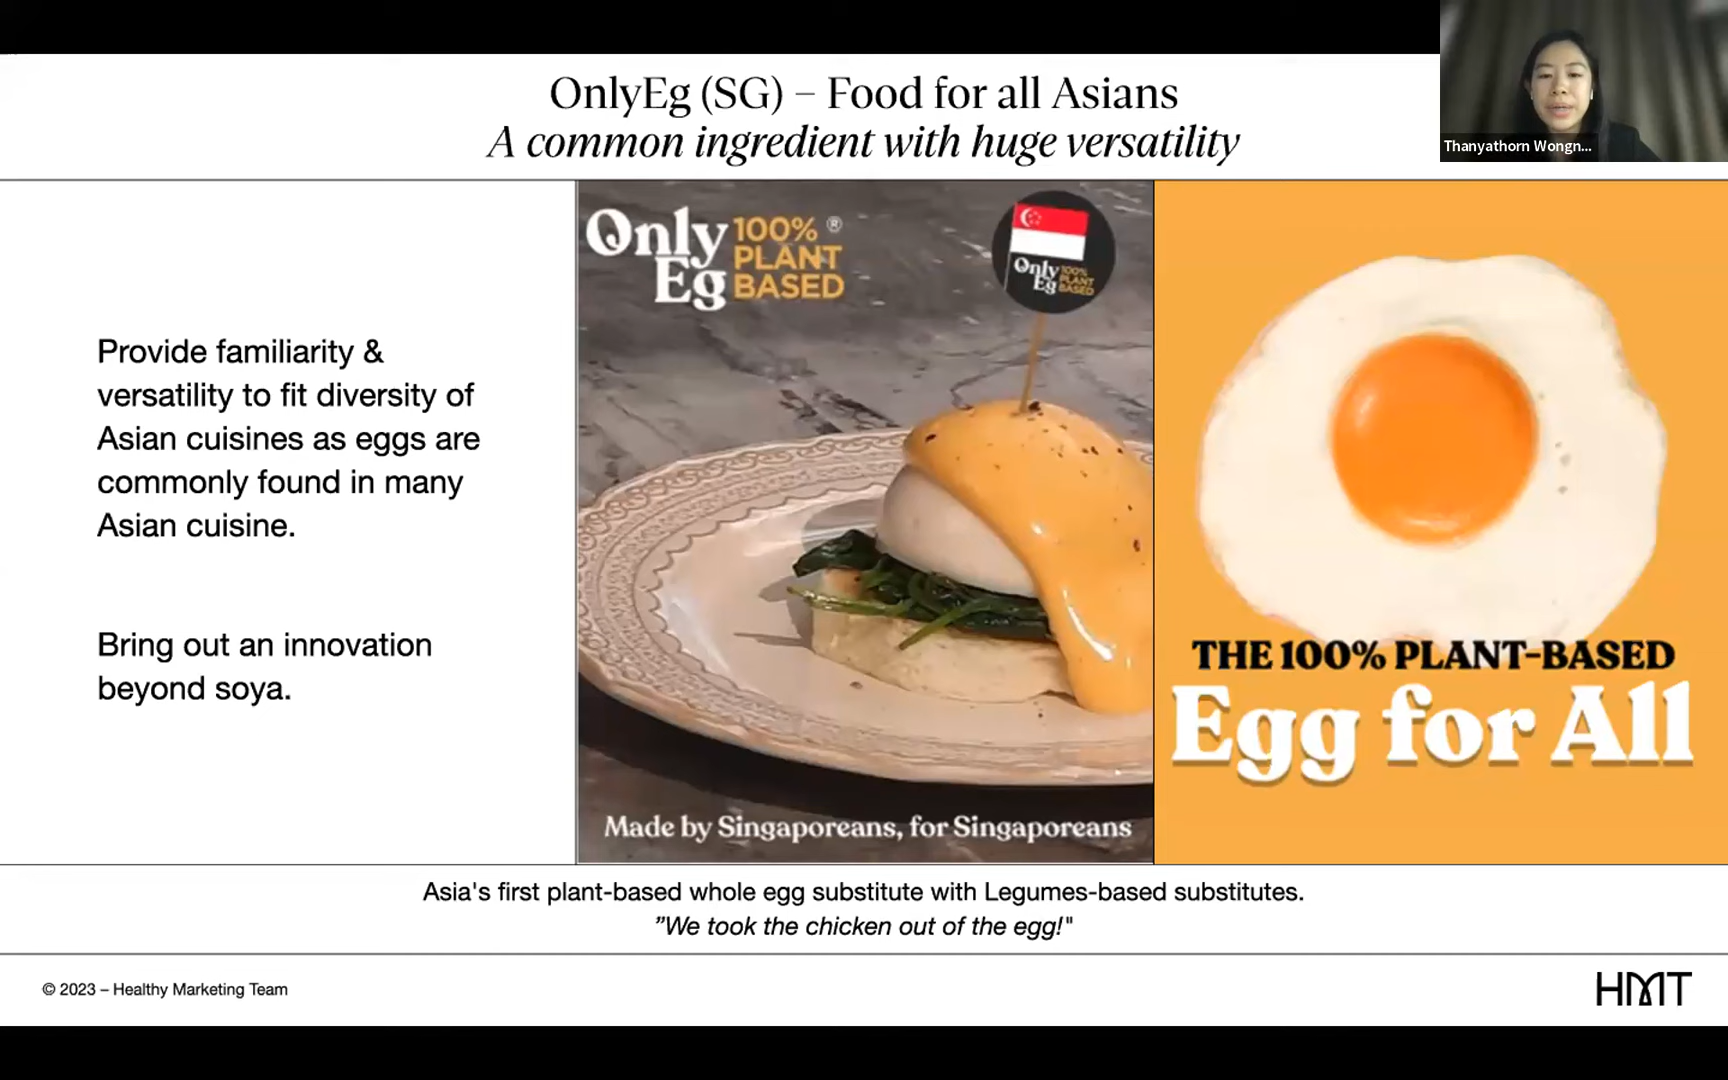 OnlyEg (SG) – Food for all Asians
A common ingredient with huge versatility
Thanyathorn Wongn...
Provide familiarity &
versatility to fit diversity of
Asian cuisines as eggs are
commonly found in many
Asian cuisine.
Bring out an innovation
beyond soya.
Only
Eg
100% ®
PLANT
BASED
Only
Eg
100%
PLANT
BASED
Made by Singaporeans, for Singaporeans
THE 100% PLANT-BASED
Egg for All
Asia's first plant-based whole egg substitute with Legumes-based substitutes.
”We took the chicken out of the egg!"
© 2023 – Healthy Marketing Team
HMT